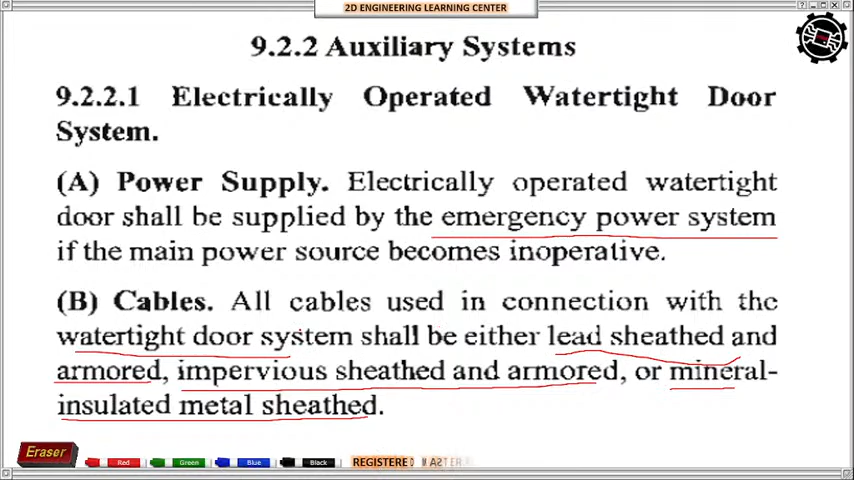 2D ENGINEERING LEARNING CENTER
9.2.2 Auxiliary Systems
9.2.2.1 Electrically Operated Watertight Door
System.
(A) Power Supply. Electrically operated watertight
door shall be supplied by the emergency power system
if the main power source becomes inoperative.
(B) Cables. All cables used in connection with the
watertight door system shall be either lead sheathed and
armored, impervious sheathed and armored, or mineral-
insulated metal sheathed.
Eraser
Red
Green
Blue
Black
REGISTERE